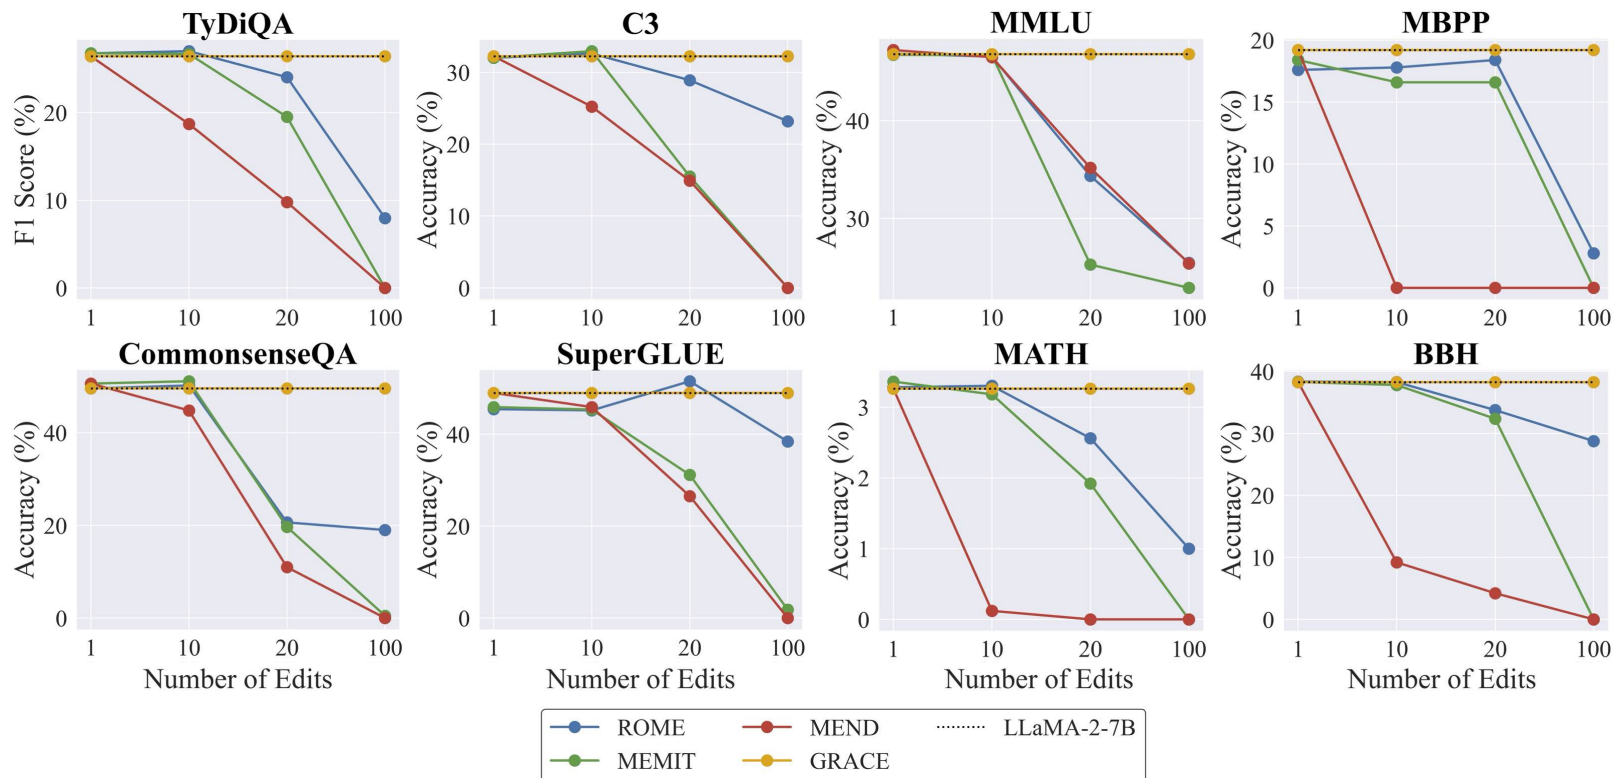 TyDiQA
C3
MMLU
MBPP
F1 Score (%)
20
10
0
1 10 20 100
Accuracy (%)
30
20
10
0
1 10 20 100
Accuracy (%)
40
30
1 10 20 100
Accuracy (%)
20
15
10
5
0
1 10 20 100
CommonsenseQA
SuperGLUE
MATH
BBH
Accuracy (%)
40
20
0
1 10 20 100
Number of Edits
Accuracy (%)
40
20
0
1 10 20 100
Number of Edits
Accuracy (%)
3
2
1
0
1 10 20 100
Number of Edits
Accuracy (%)
40
30
20
10
0
1 10 20 100
Number of Edits
ROME
MEND
LLaMA-2-7B
MEMIT
GRACE